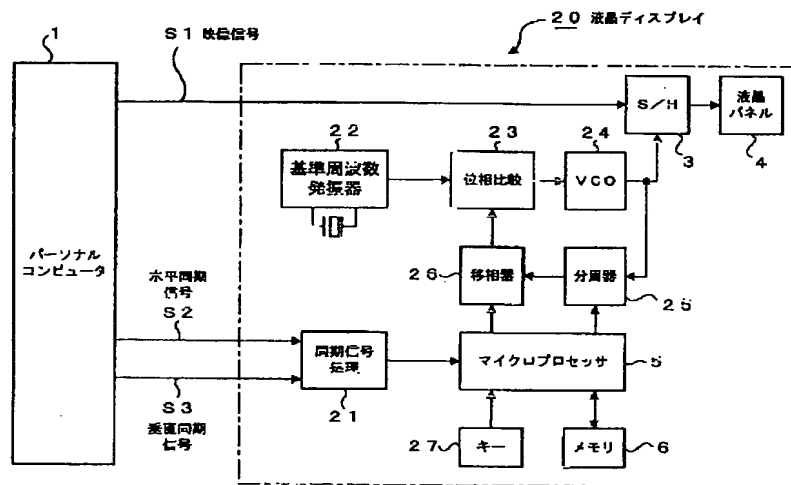 20 液晶ディスプレイ
S1 映像信号
1
S/H
液晶
パネル
3
4
22
基準周波数
発振器
23
位相比較
24
VCO
パーソナル
コンピュータ
26
移相器
分周器
25
水平同期
信号
S2
同期信号
処理
21
マイクロプロセッサ
5
S3
垂直同期
信号
27
キー
メモリ
6